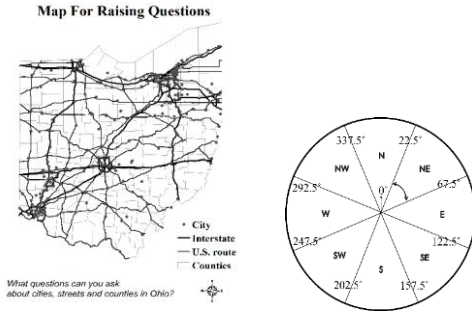 Map For Raising Questions
City
Interstate
U.S. route
Counties
What questions can you ask
about cities, streets and counties in Ohio?
337.5°
22.5°
N
NW
NE
0°
292.5°
67.5°
W
E
247.5°
122.5°
SW
SE
S
202.5°
157.5°